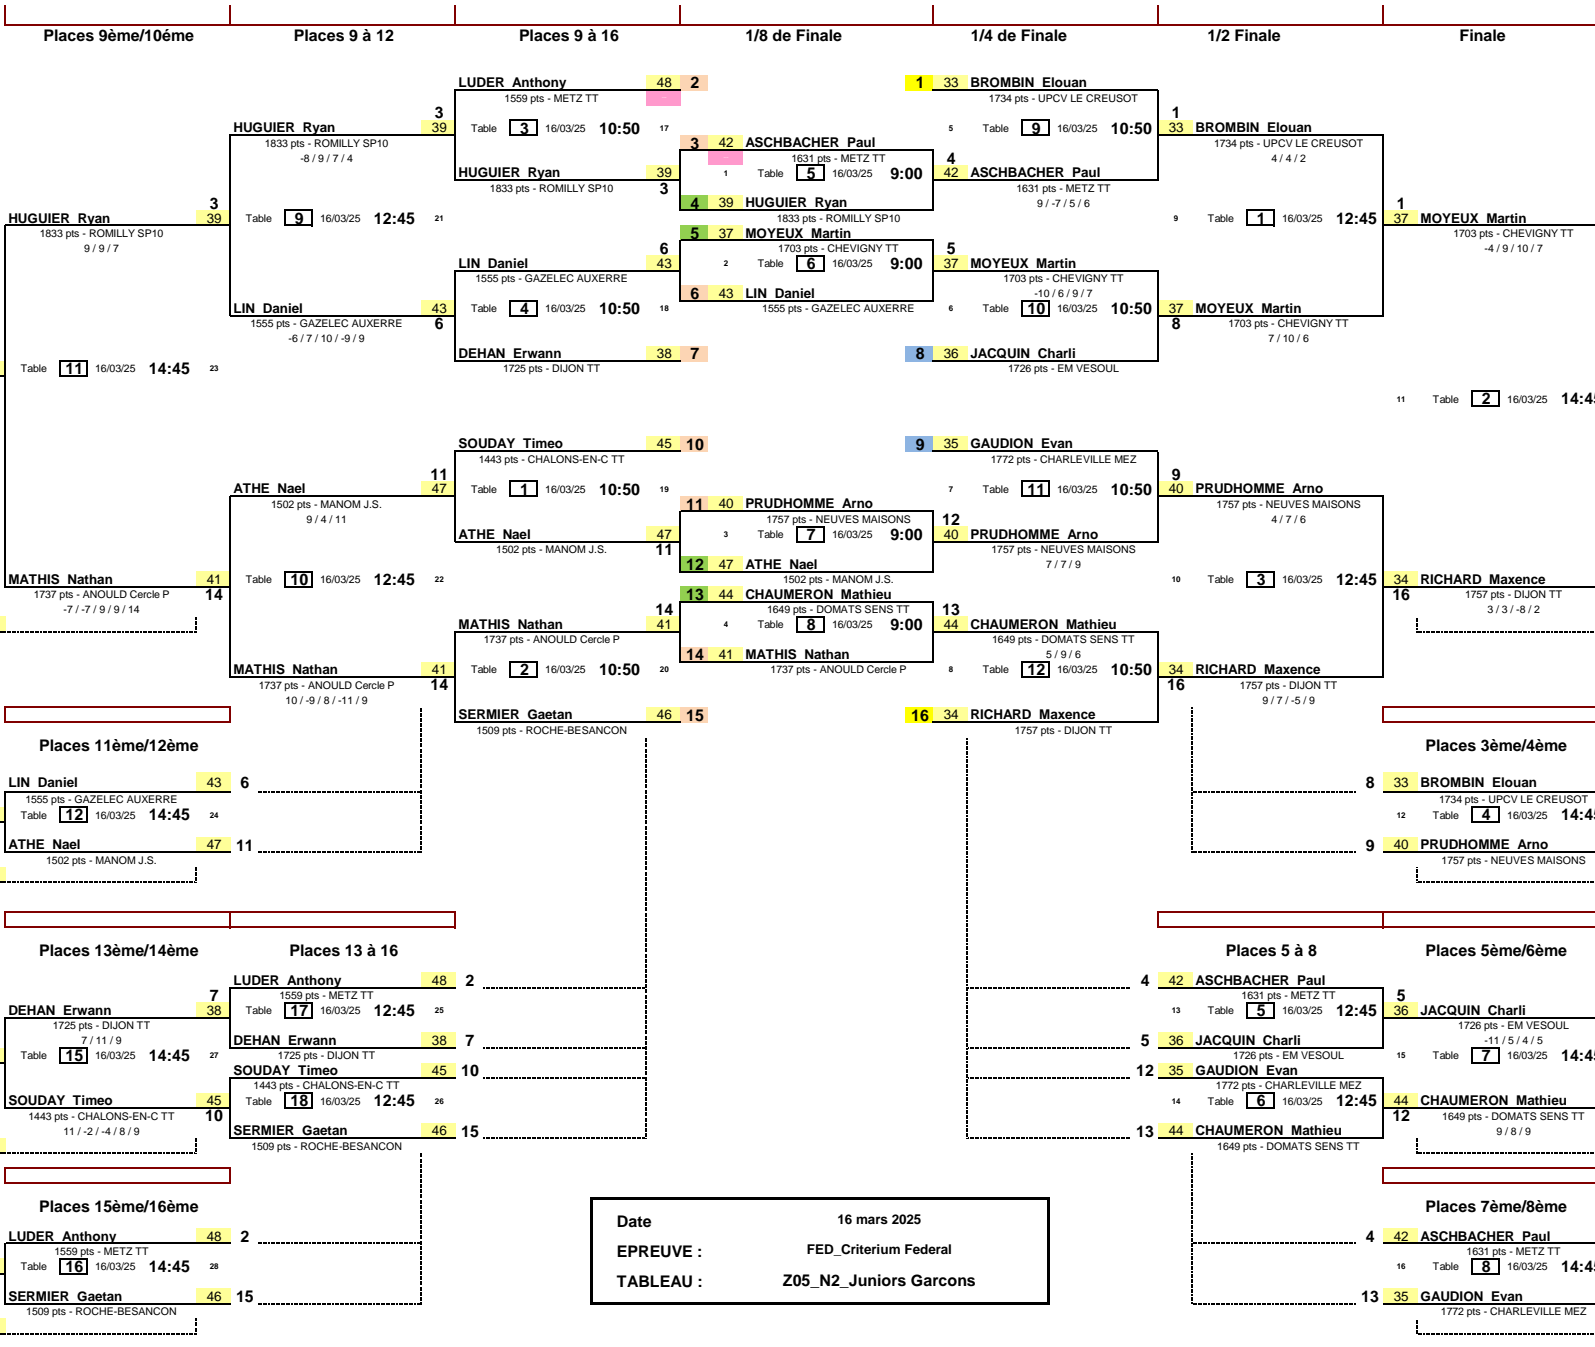 Places 9ème/10éme
Places 9 à 12
Places 9 à 16
1/8 de Finale
1/4 de Finale
1/2 Finale
Finale
LUDER Anthony 48 2
1559 pts - METZ TT
Table 3 16/03/25 10:50 17
HUGUIER Ryan 39
1833 pts - ROMILLY SP10
3
LIN Daniel 43
6
1555 pts - GAZELEC AUXERRE
Table 4 16/03/25 10:50 18
DEHAN Erwann 38 7
1725 pts - DIJON TT
SOUDAY Timeo 45 10
1443 pts - CHALONS-EN-C TT
Table 1 16/03/25 10:50 19
ATHE Nael 47
1502 pts - MANOM J.S.
11
14
MATHIS Nathan 41
1737 pts - ANOULD Cercle P
Table 2 16/03/25 10:50 20
SERMIER Gaetan 46 15
1509 pts - ROCHE-BESANCON
3
HUGUIER Ryan 39
1833 pts - ROMILLY SP10
-8 / 9 / 7 / 4
Table 9 16/03/25 12:45 21
LIN Daniel 43
1555 pts - GAZELEC AUXERRE
6
-6 / 7 / 10 / -9 / 9
11
ATHE Nael 47
1502 pts - MANOM J.S.
9 / 4 / 11
Table 10 16/03/25 12:45 22
MATHIS Nathan 41
1737 pts - ANOULD Cercle P
14
10 / -9 / 8 / -11 / 9
3
HUGUIER Ryan 39
1833 pts - ROMILLY SP10
9 / 9 / 7
Table 11 16/03/25 14:45 23
MATHIS Nathan 41
1737 pts - ANOULD Cercle P
14
-7 / -7 / 9 / 9 / 14
3 42 ASCHBACHER Paul
1631 pts - METZ TT
1 Table 5 16/03/25 9:00
4 39 HUGUIER Ryan
1833 pts - ROMILLY SP10
5 37 MOYEUX Martin
1703 pts - CHEVIGNY TT
2 Table 6 16/03/25 9:00
6 43 LIN Daniel
1555 pts - GAZELEC AUXERRE
11 40 PRUDHOMME Arno
1757 pts - NEUVES MAISONS
3 Table 7 16/03/25 9:00
12 47 ATHE Nael
1502 pts - MANOM J.S.
13 44 CHAUMERON Mathieu
1649 pts - DOMATS SENS TT
4 Table 8 16/03/25 9:00
14 41 MATHIS Nathan
1737 pts - ANOULD Cercle P
1 33 BROMBIN Elouan
1734 pts - UPCV LE CREUSOT
5 Table 9 16/03/25 10:50
4
42 ASCHBACHER Paul
1631 pts - METZ TT
9 / -7 / 5 / 6
5
37 MOYEUX Martin
1703 pts - CHEVIGNY TT
-10 / 6 / 9 / 7
6 Table 10 16/03/25 10:50
8 36 JACQUIN Charli
1726 pts - EM VESOUL
9 35 GAUDION Evan
1772 pts - CHARLEVILLE MEZ
7 Table 11 16/03/25 10:50
12
40 PRUDHOMME Arno
1757 pts - NEUVES MAISONS
7 / 7 / 9
13
44 CHAUMERON Mathieu
1649 pts - DOMATS SENS TT
5 / 9 / 6
8 Table 12 16/03/25 10:50
16 34 RICHARD Maxence
1757 pts - DIJON TT
1
33 BROMBIN Elouan
1734 pts - UPCV LE CREUSOT
4 / 4 / 2
9 Table 1 16/03/25 12:45
37 MOYEUX Martin
8
1703 pts - CHEVIGNY TT
7 / 10 / 6
9
40 PRUDHOMME Arno
1757 pts - NEUVES MAISONS
4 / 7 / 6
10 Table 3 16/03/25 12:45
34 RICHARD Maxence
16
1757 pts - DIJON TT
9 / 7 / -5 / 9
1
37 MOYEUX Martin
1703 pts - CHEVIGNY TT
-4 / 9 / 10 / 7
11 Table 2 16/03/25 14:45
34 RICHARD Maxence
16
1757 pts - DIJON TT
3 / 3 / -8 / 2
Places 11ème/12ème
LIN Daniel 43 6
1555 pts - GAZELEC AUXERRE
Table 12 16/03/25 14:45 24
ATHE Nael 47 11
1502 pts - MANOM J.S.
Places 3ème/4ème
8 33 BROMBIN Elouan
1734 pts - UPCV LE CREUSOT
12 Table 4 16/03/25 14:45
9 40 PRUDHOMME Arno
1757 pts - NEUVES MAISONS
Places 13ème/14ème
Places 13 à 16
LUDER Anthony 48 2
1559 pts - METZ TT
Table 17 16/03/25 12:45 25
DEHAN Erwann 38 7
1725 pts - DIJON TT
SOUDAY Timeo 45 10
1443 pts - CHALONS-EN-C TT
Table 18 16/03/25 12:45 26
SERMIER Gaetan 46 15
1509 pts - ROCHE-BESANCON
7
DEHAN Erwann 38
1725 pts - DIJON TT
7 / 11 / 9
Table 15 16/03/25 14:45 27
SOUDAY Timeo 45
1443 pts - CHALONS-EN-C TT
10
11 / -2 / -4 / 8 / 9
Places 5 à 8
Places 5ème/6ème
4 42 ASCHBACHER Paul
1631 pts - METZ TT
13 Table 5 16/03/25 12:45
5 36 JACQUIN Charli
1726 pts - EM VESOUL
12 35 GAUDION Evan
1772 pts - CHARLEVILLE MEZ
14 Table 6 16/03/25 12:45
13 44 CHAUMERON Mathieu
1649 pts - DOMATS SENS TT
5
36 JACQUIN Charli
1726 pts - EM VESOUL
-11 / 5 / 4 / 5
15 Table 7 16/03/25 14:45
44 CHAUMERON Mathieu
12
1649 pts - DOMATS SENS TT
9 / 8 / 9
Places 15ème/16ème
LUDER Anthony 48 2
1559 pts - METZ TT
Table 16 16/03/25 14:45 28
SERMIER Gaetan 46 15
1509 pts - ROCHE-BESANCON
Date 16 mars 2025
EPREUVE : FED_Criterium Federal
TABLEAU : Z05_N2_Juniors Garcons
Places 7ème/8ème
4 42 ASCHBACHER Paul
1631 pts - METZ TT
16 Table 8 16/03/25 14:45
13 35 GAUDION Evan
1772 pts - CHARLEVILLE MEZ